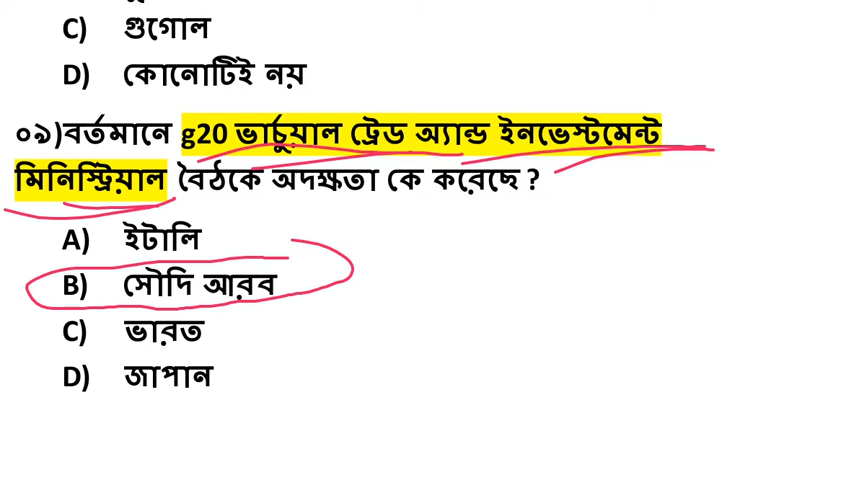 C) গুগোল
D) কোনোটিই নয়
০৯)বর্তমানে g20 ভার্চুয়াল ট্রেড অ্যান্ড ইনভেস্টমেন্ট
মিনিস্ট্রিয়াল বৈঠকে অদক্ষতা কে করেছে ?
A) ইটালি
B) সৌদি আরব
C) ভারত
D) জাপান